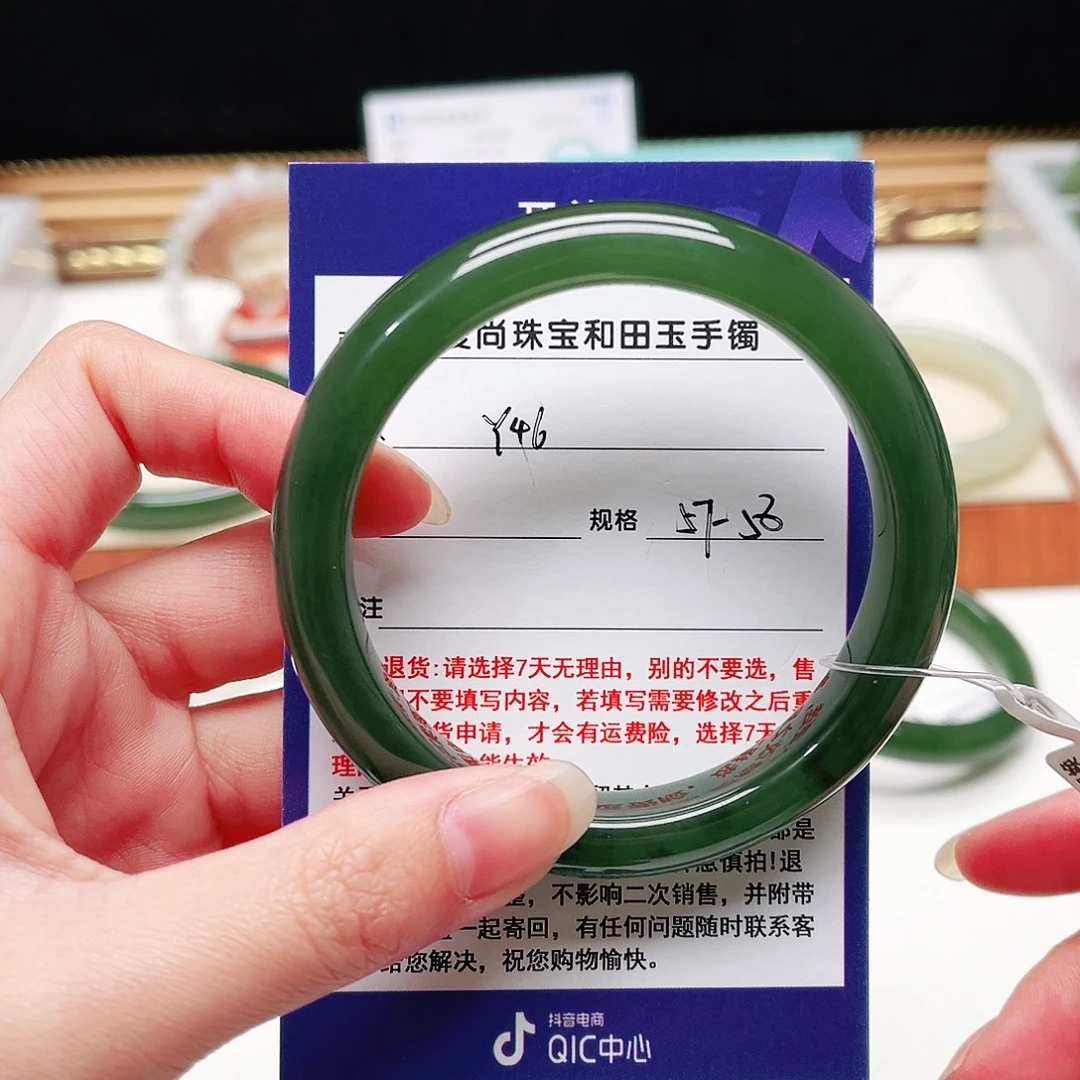 尚珠宝和田玉手镯
Y46
规格 57-58
注
退货:请选择7天无理由，别的不要选，售
不要填写内容，若填写需要修改之后重
货申请，才会有运费险，选择7天
理
能生效
都是
慎拍!退
，不影响二次销售，并附带
一起寄回，有任何问题随时联系客
给您解决，祝您购物愉快。
抖音电商
QIC中心